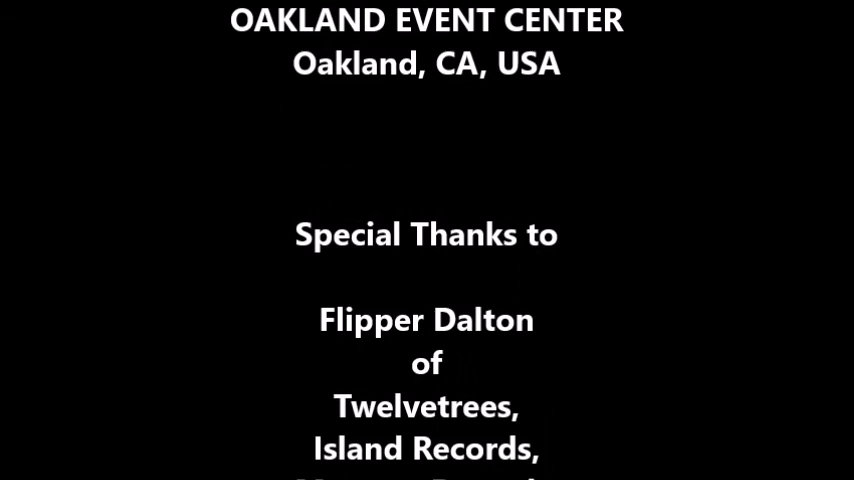 OAKLAND EVENT CENTER
Oakland, CA, USA
Special Thanks to
Flipper Dalton
of
Twelvetrees,
Island Records,